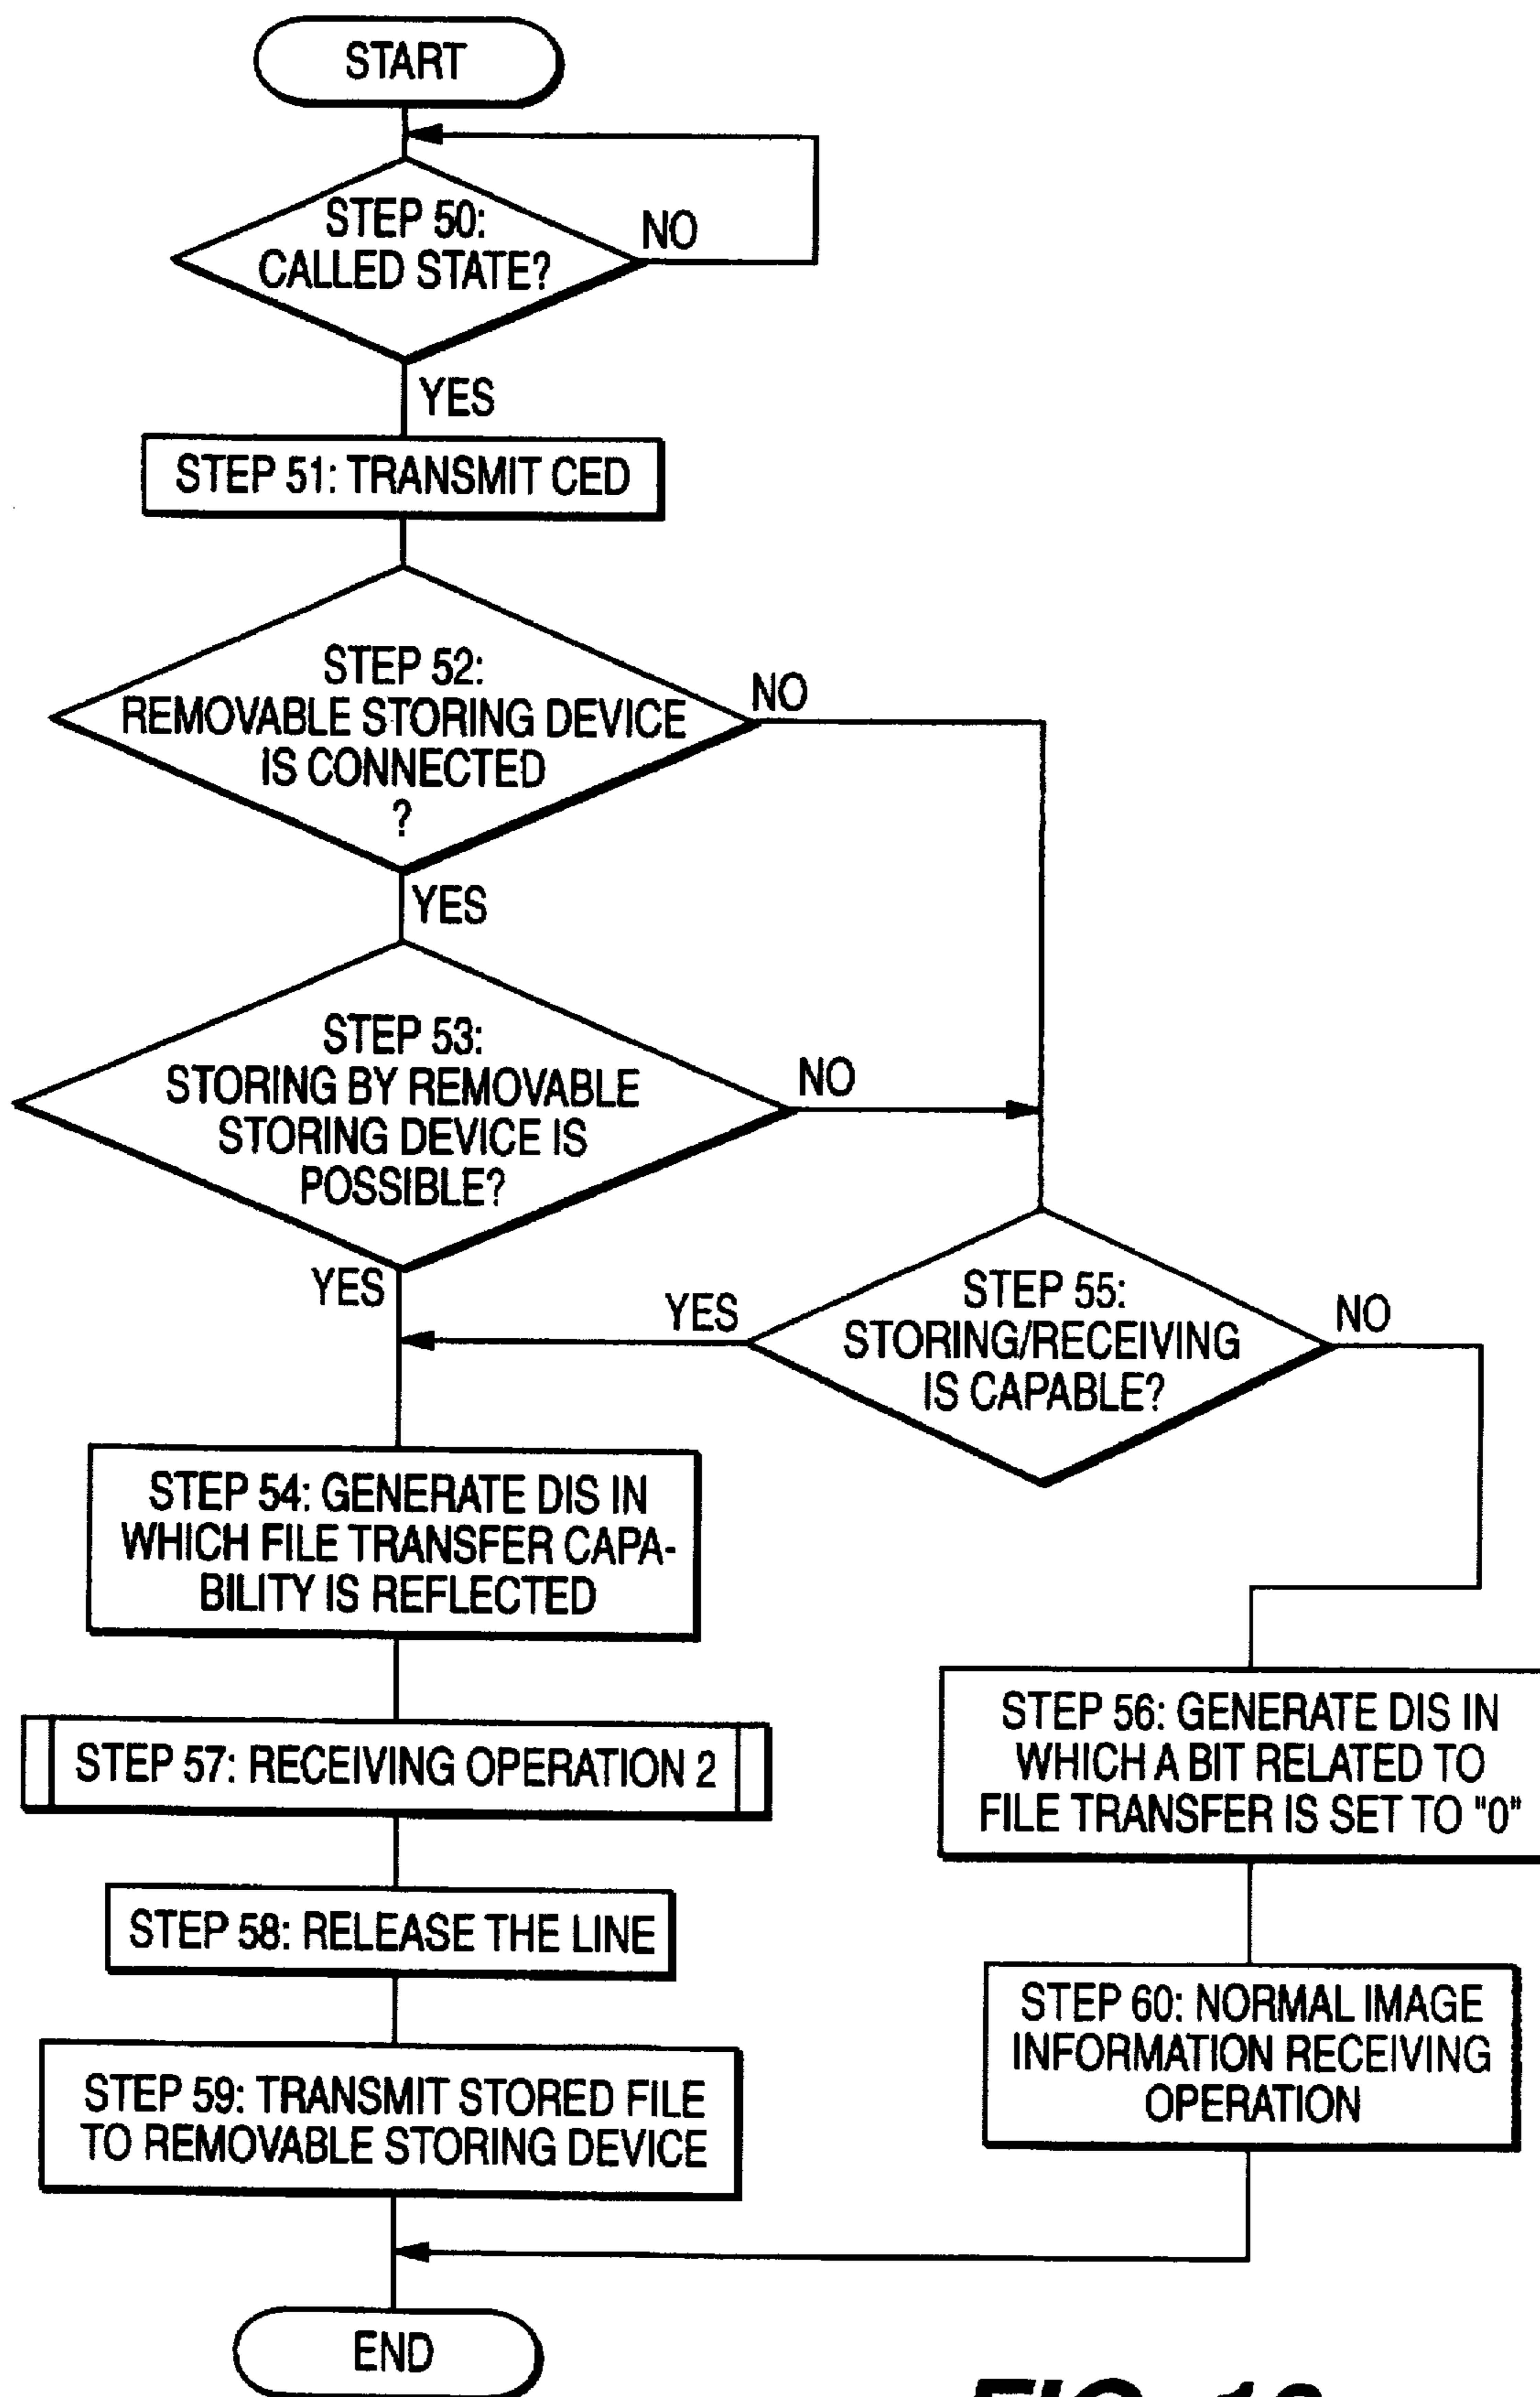 START
STEP 50:
CALLED STATE?
NO
YES
STEP 51: TRANSMIT CED
STEP 52:
REMOVABLE STORING DEVICE
IS CONNECTED
?
NO
YES
STEP 53:
STORING BY REMOVABLE
STORING DEVICE IS
POSSIBLE?
NO
YES
STEP 55:
STORING/RECEIVING
IS CAPABLE?
YES
NO
STEP 54: GENERATE DIS IN
WHICH FILE TRANSFER CAPA-
BILITY IS REFLECTED
STEP 56: GENERATE DIS IN
WHICH A BIT RELATED TO
FILE TRANSFER IS SET TO "0"
STEP 57: RECEIVING OPERATION 2
STEP 58: RELEASE THE LINE
STEP 60: NORMAL IMAGE
INFORMATION RECEIVING
OPERATION
STEP 59: TRANSMIT STORED FILE
TO REMOVABLE STORING DEVICE
END